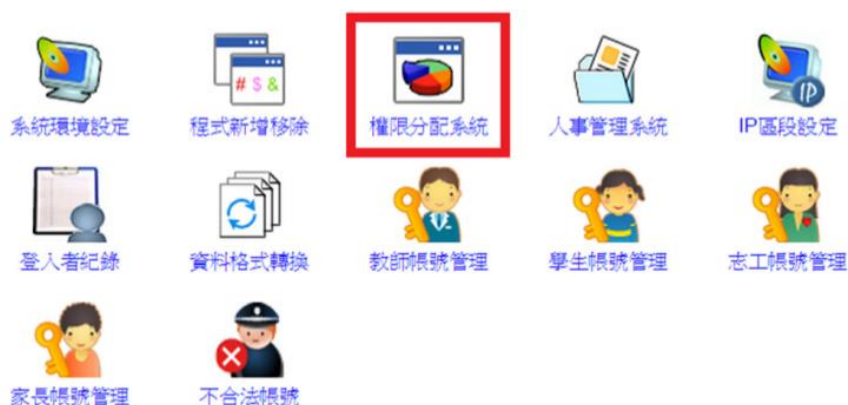 # $ &
系統環境設定 程式新增移除 權限分配系統 人事管理系統 IP區段設定
IP
登入者紀錄 資料格式轉換 教師帳號管理 學生帳號管理 志工帳號管理
家長帳號管理 不合法帳號